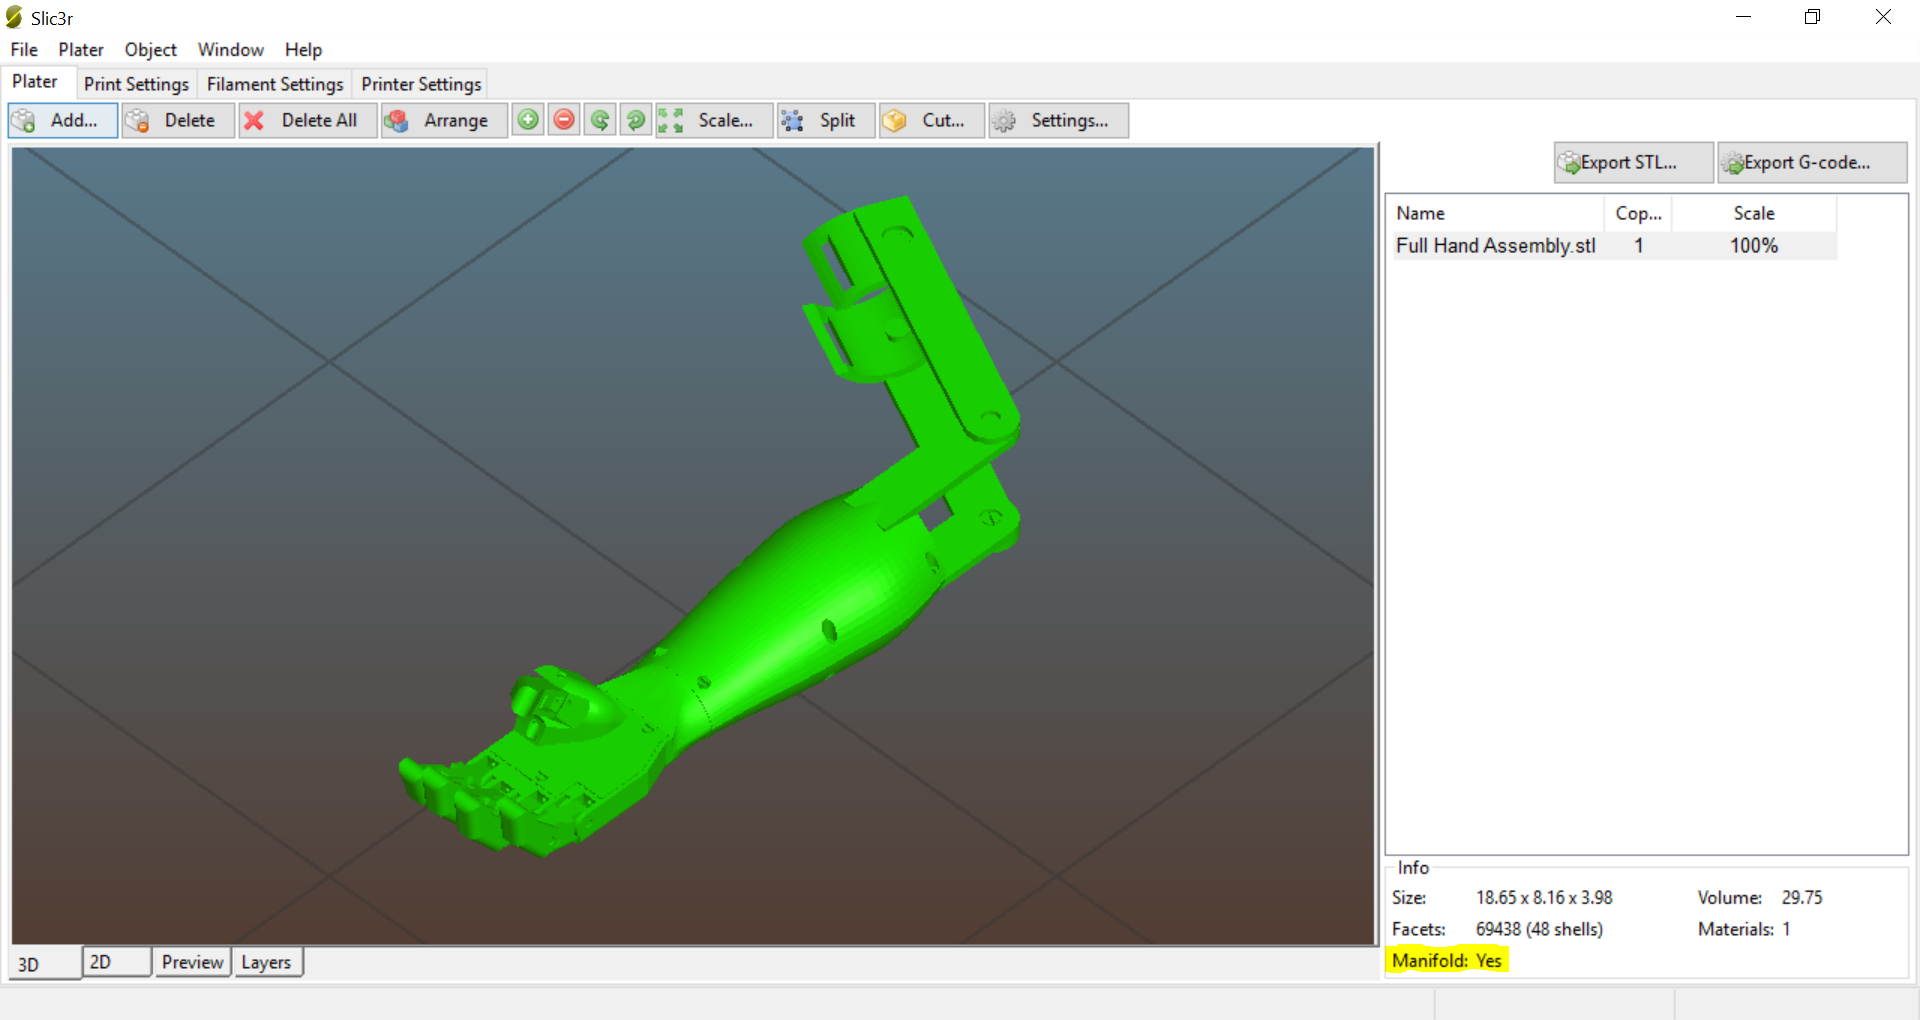 Slic3r
File Plater Object Window Help
Plater Print Settings Filament Settings Printer Settings
Add... Delete Delete All Arrange Scale... Split Cut... Settings...
Export STL... Export G-code...
Name Cop... Scale
Full Hand Assembly.stl 1 100%
Info
Size: 18.65 x 8.16 x 3.98 Volume: 29.75
Facets: 69438 (48 shells) Materials: 1
Manifold: Yes
3D 2D Preview Layers